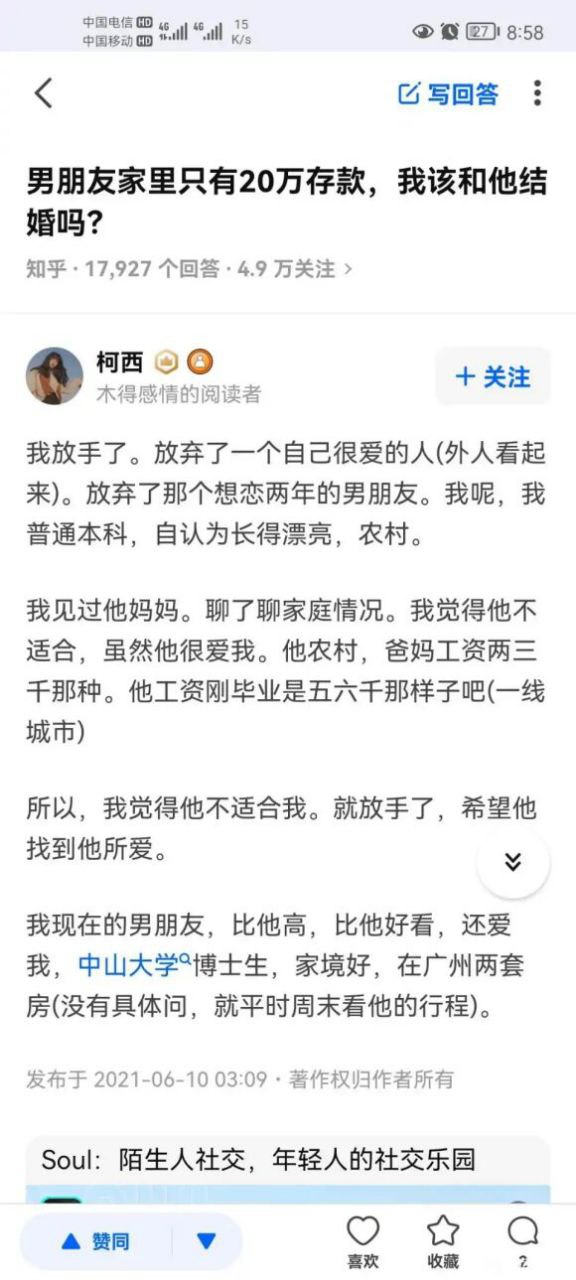 中国电信 HD 4G 4G 15
中国移动 HD K/s 27 8:58
写回答
男朋友家里只有20万存款，我该和他结
婚吗？
知乎 · 17,927 个回答 · 4.9 万关注 >
柯西
木得感情的阅读者
+ 关注
我放手了。放弃了一个自己很爱的人(外人看起
来)。放弃了那个想恋两年的男朋友。我呢，我
普通本科，自认为长得漂亮，农村。
我见过他妈妈。聊了聊家庭情况。我觉得他不
适合，虽然他很爱我。他农村，爸妈工资两三
千那种。他工资刚毕业是五六千那样子吧(一线
城市)
所以，我觉得他不适合我。就放手了，希望他
找到他所爱。
我现在的男朋友，比他高，比他好看，还爱
我，中山大学博士生，家境好，在广州两套
房(没有具体问，就平时周末看他的行程)。
发布于 2021-06-10 03:09 · 著作权归作者所有
Soul：陌生人社交，年轻人的社交乐园
赞同
喜欢
收藏
2